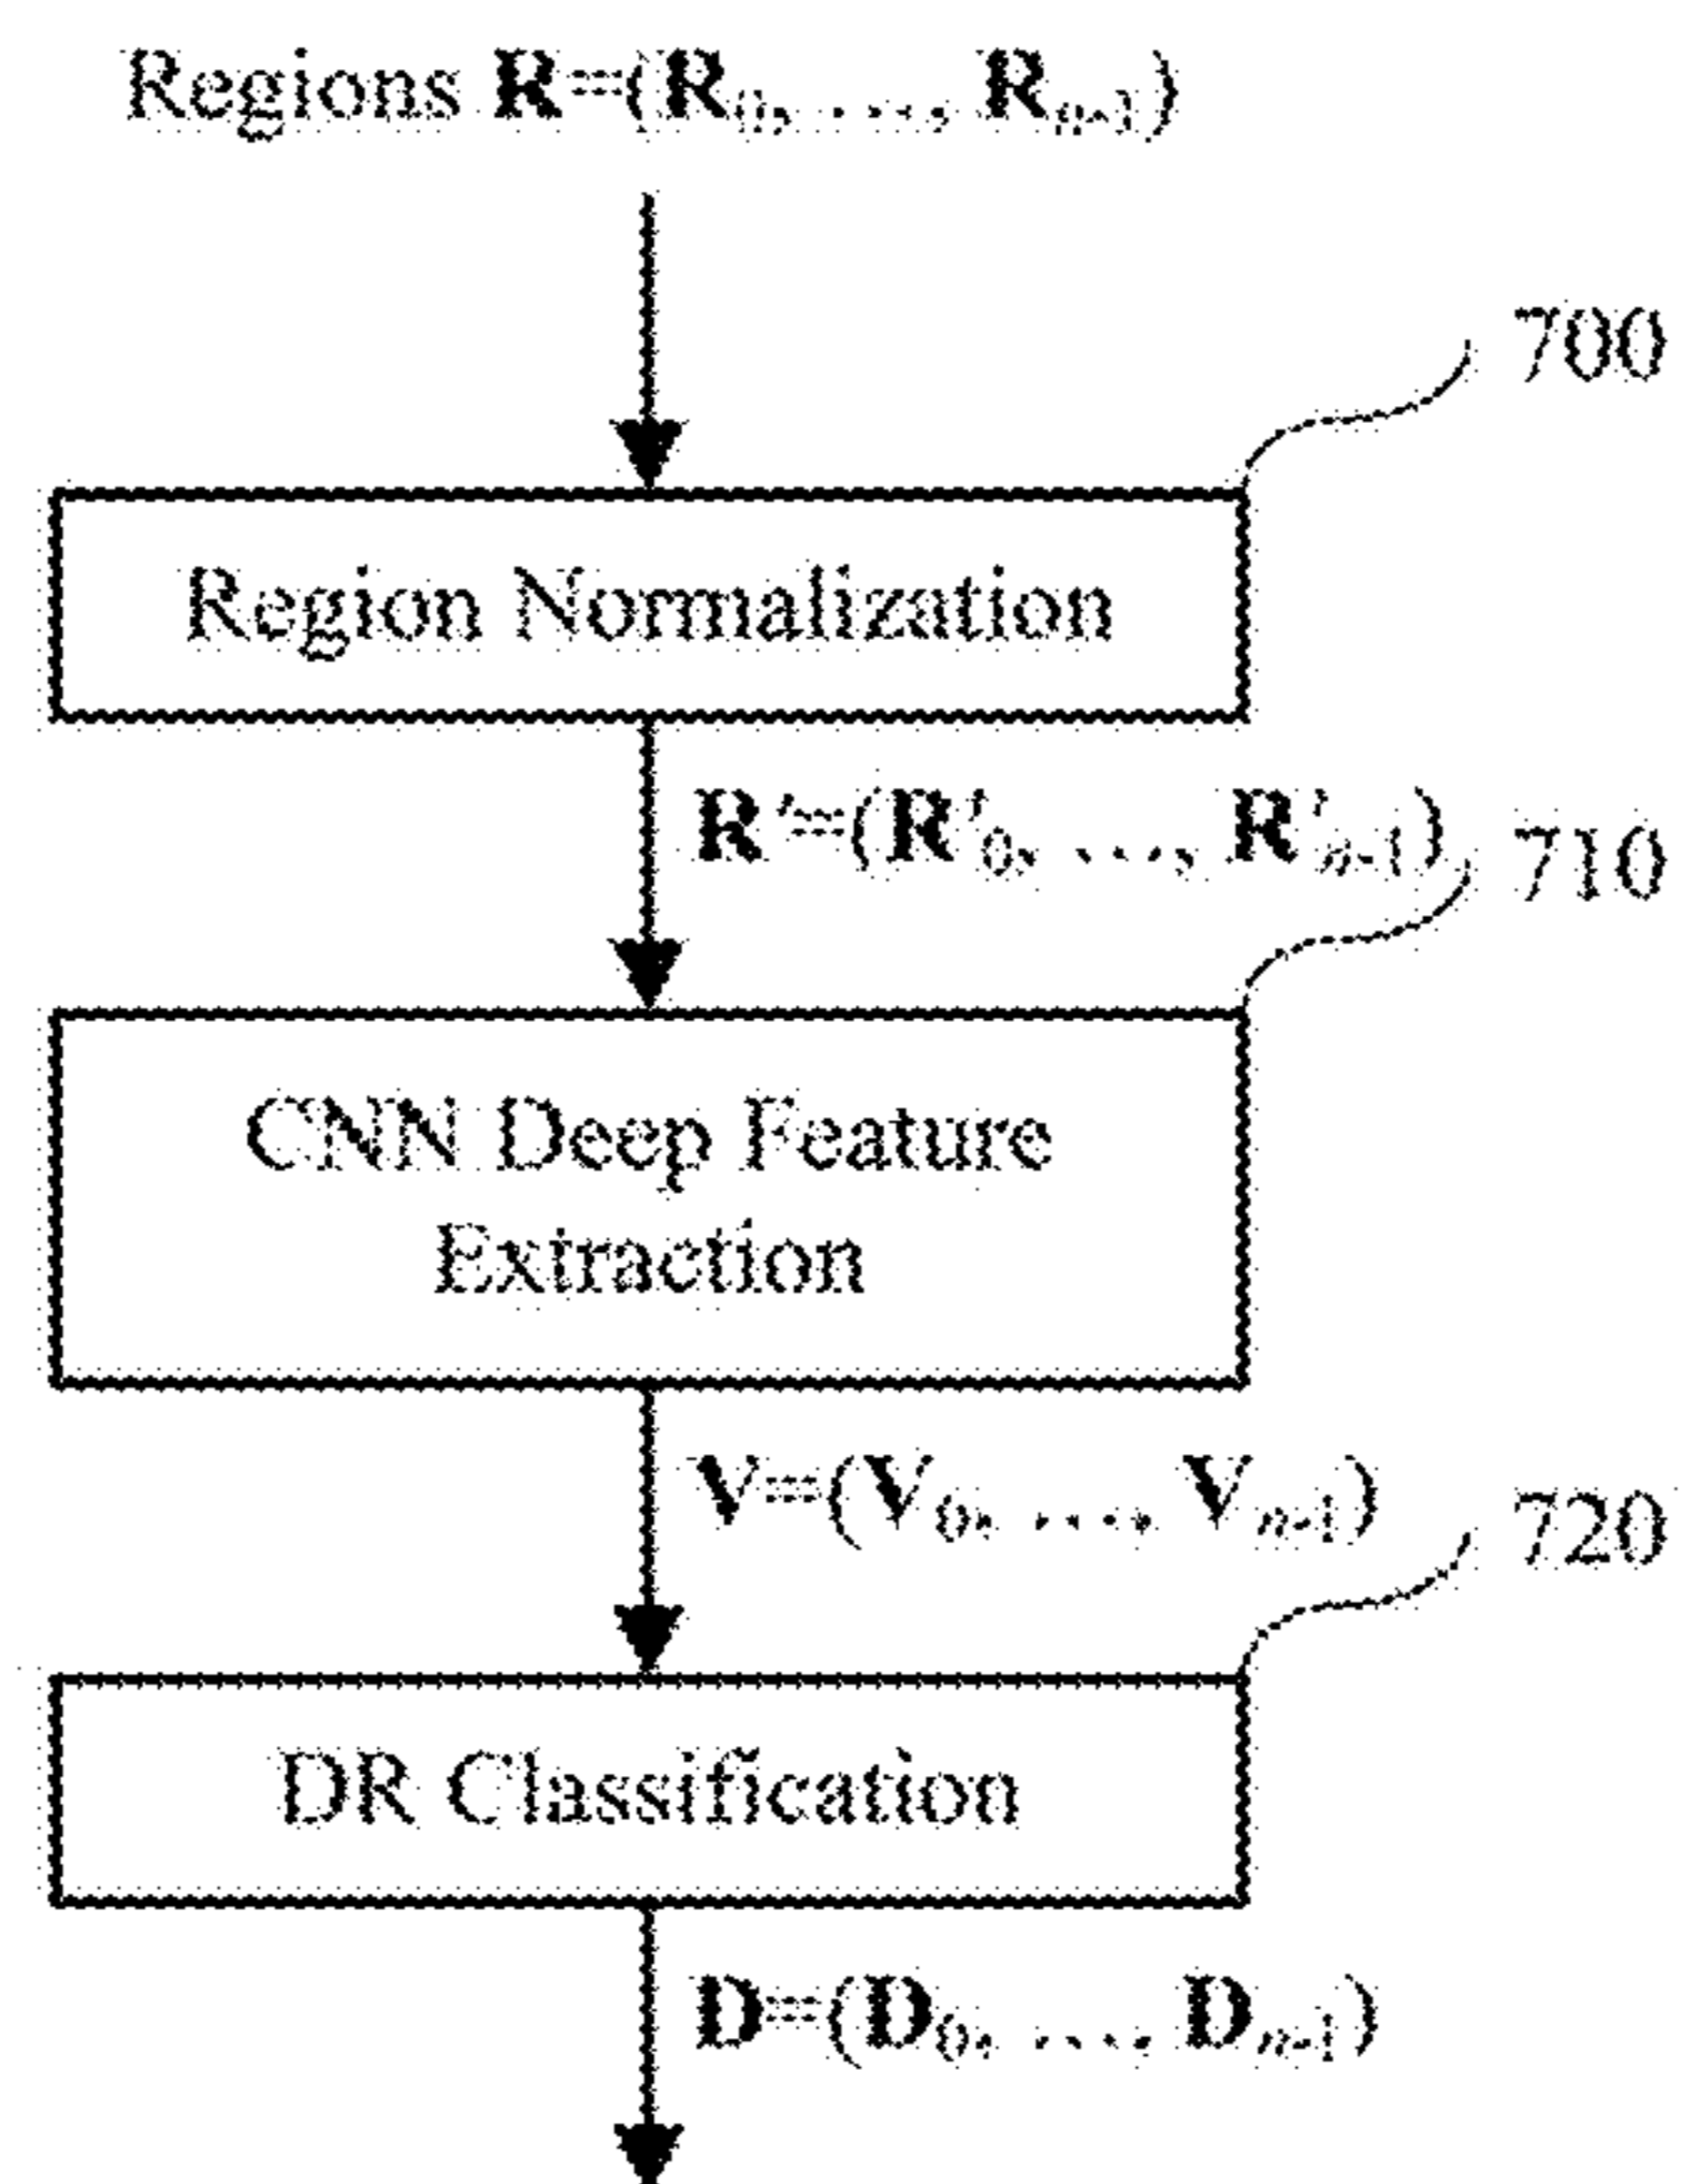 Regions R=(R0, ..., Rn-1)
700
Region Normalization
R'=(R'0, ..., R'n-1)
710
CNN Deep Feature
Extraction
V=(V0, ..., Vn-1)
720
DR Classification
D=(D0, ..., Dn-1)